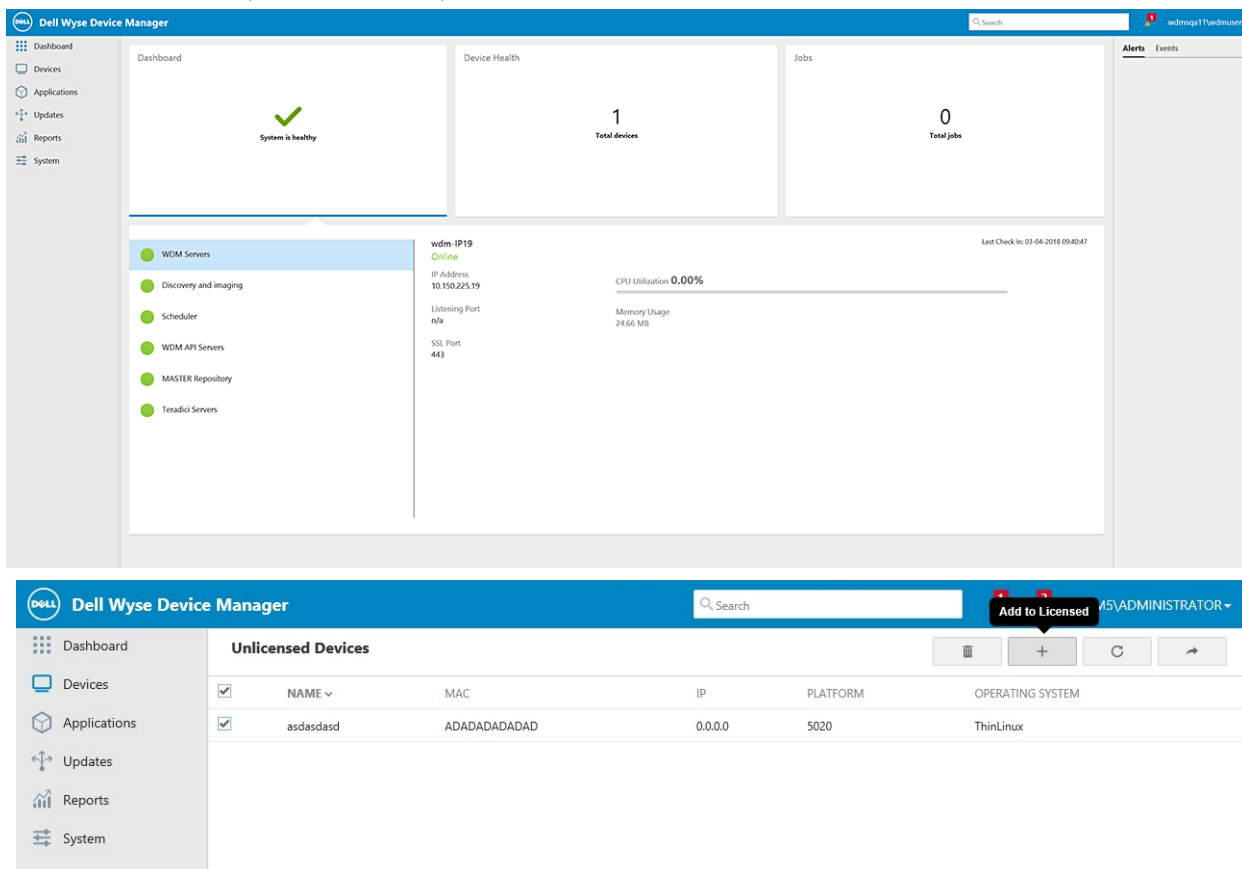 DELL Dell Wyse Device Manager Search 1 wdmsqa11\wdmuser
Dashboard
Devices
Applications
Updates
Reports
System
Dashboard
System is healthy
Device Health
1
Total devices
Jobs
0
Total jobs
Alerts Events
WDM Servers
Discovery and imaging
Scheduler
WDM API Servers
MASTER Repository
Teradici Servers
wdm-IP19
Online
IP Address
10.150.225.19
Listening Port
n/a
SSL Port
443
CPU Utilization 0.00%
Memory Usage
24.66 MB
Last Check In: 03-04-2018 09:40:47
DELL Dell Wyse Device Manager Search Add to Licensed M5\ADMINISTRATOR
Dashboard
Devices
Applications
Updates
Reports
System
Unlicensed Devices
NAME MAC IP PLATFORM OPERATING SYSTEM
asdasdasd ADADADADADAD 0.0.0.0 5020 ThinLinux